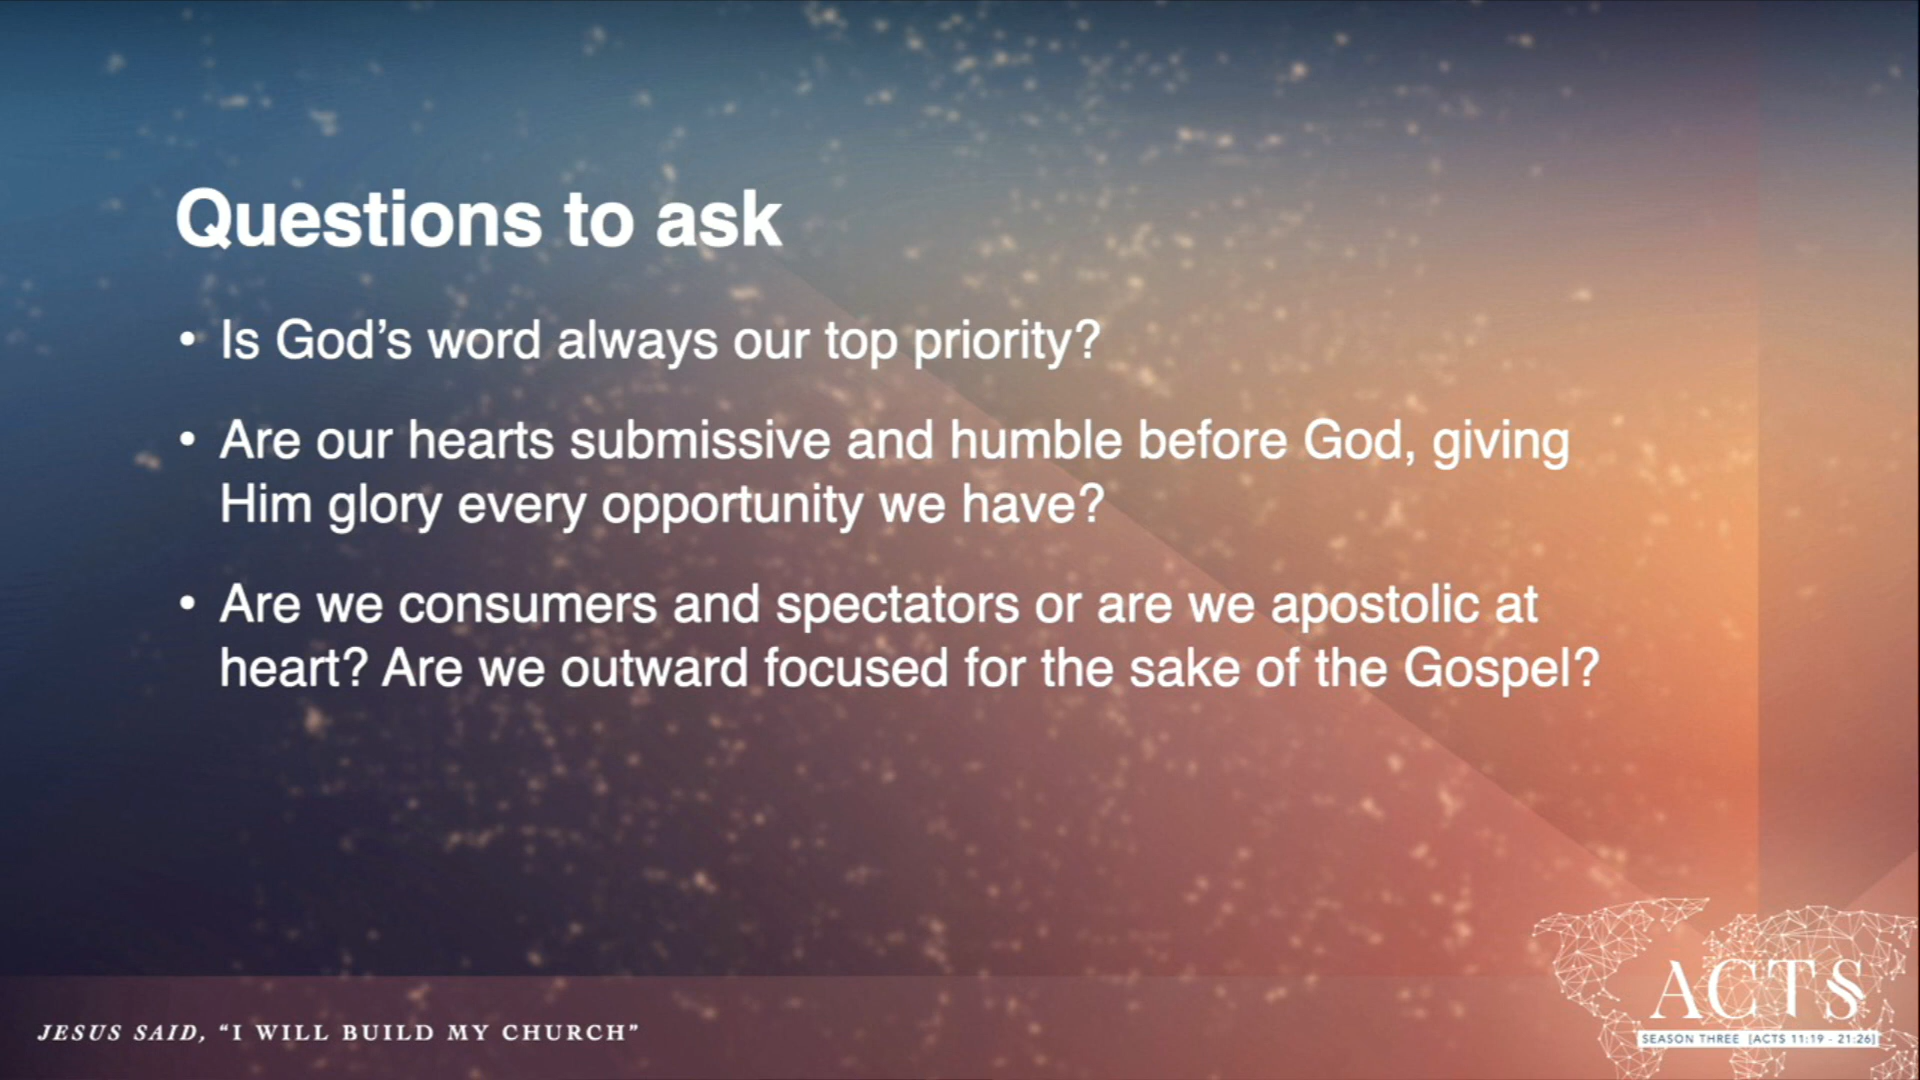 Questions to ask
• Is God’s word always our top priority?
• Are our hearts submissive and humble before God, giving
Him glory every opportunity we have?
• Are we consumers and spectators or are we apostolic at
heart? Are we outward focused for the sake of the Gospel?
JESUS SAID, “I WILL BUILD MY CHURCH”
ACTS
SEASON THREE [ACTS 11:19 - 21:26]